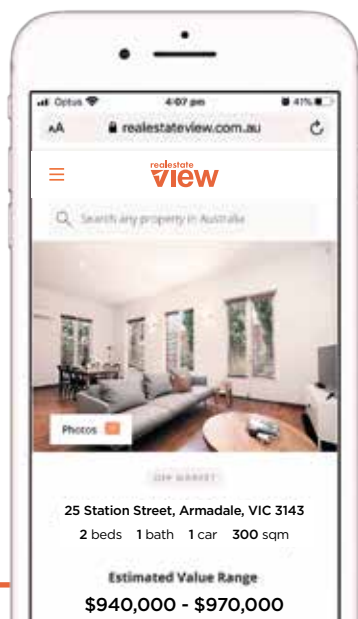 Optus 4:07 pm 41%
AA realestateview.com.au
realestate
view
Search any property in Australia
Photos
OFF MARKET
25 Station Street, Armadale, VIC 3143
2 beds 1 bath 1 car 300 sqm
Estimated Value Range
$940,000 - $970,000